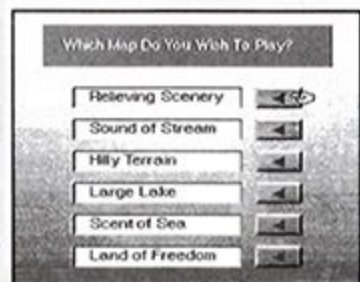 Which Map Do You Wish To Play?
Relieving Scenery
Sound of Stream
Hilly Terrain
Large Lake
Scent of Sea
Land of Freedom